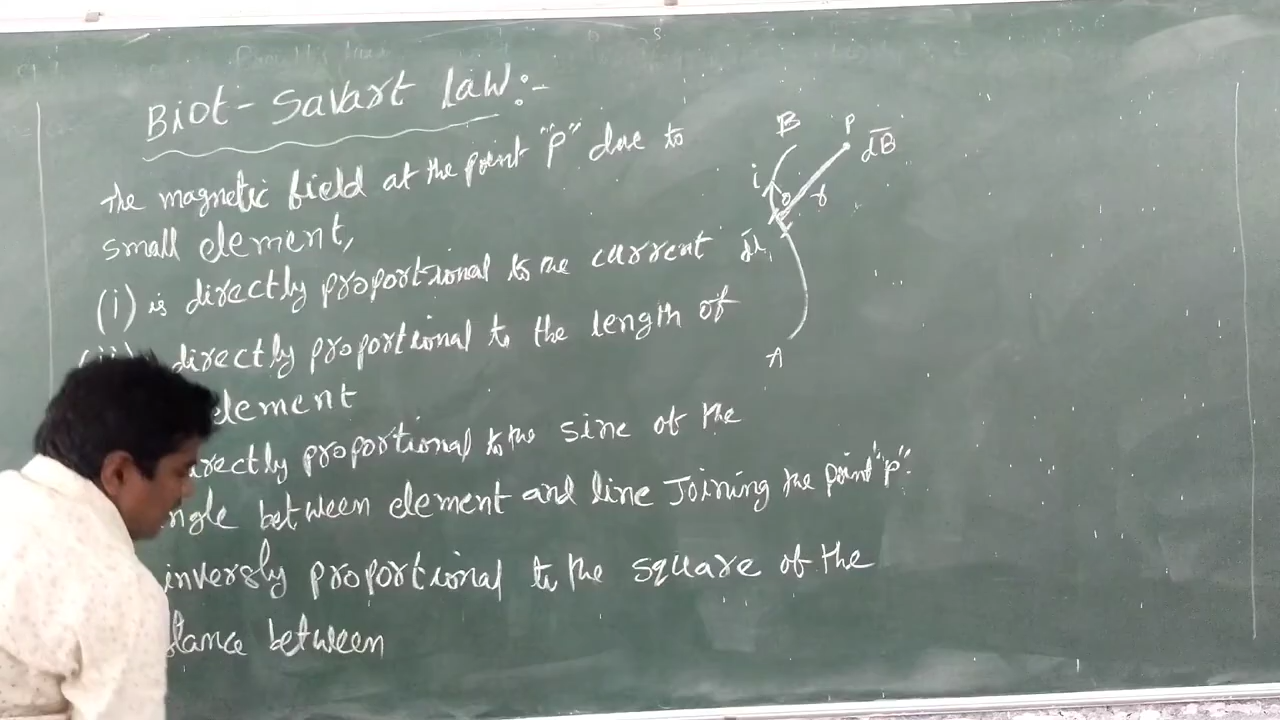 Biot - Savart law:-
The magnetic field at the point "P" due to
small element,
(i) is directly proportional to the current
(ii) directly proportional to the length of
element
directly proportional to the sine of the
angle between element and line Joining the point "P".
inversly proportional to the square of the
distance between
B
P
dB
i
θ
r
dl
A